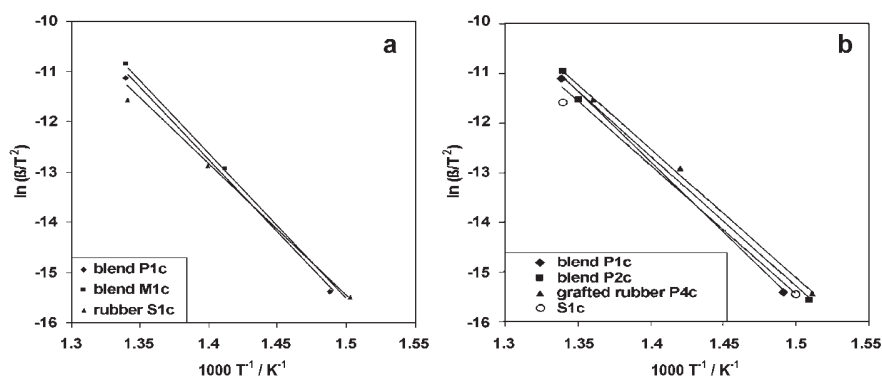 a
-10
-11
-12
-13
-14
-15
-16
ln (ß/T²)
blend P1c
blend M1c
rubber S1c
1.3 1.35 1.4 1.45 1.5 1.55
1000 T⁻¹ / K⁻¹
b
-10
-11
-12
-13
-14
-15
-16
ln (ß/T²)
blend P1c
blend P2c
grafted rubber P4c
S1c
1.3 1.35 1.4 1.45 1.5 1.55
1000 T⁻¹ / K⁻¹